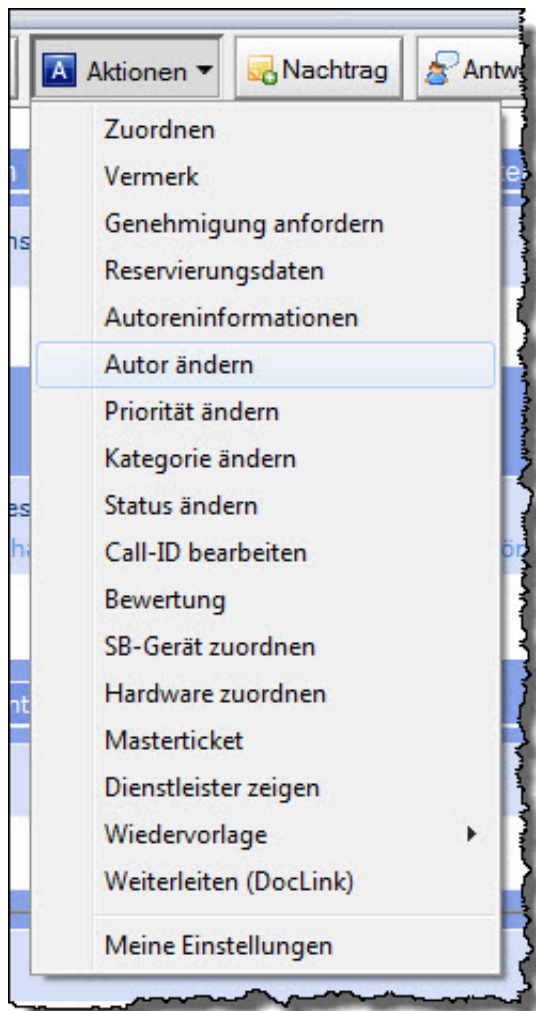 A Aktionen Nachtrag
Zuordnen
Vermerk
Genehmigung anfordern
Reservierungsdaten
Autoreninformationen
Autor ändern
Priorität ändern
Kategorie ändern
Status ändern
Call-ID bearbeiten
Bewertung
SB-Gerät zuordnen
Hardware zuordnen
Masterticket
Dienstleister zeigen
Wiedervorlage
Weiterleiten (DocLink)
Meine Einstellungen